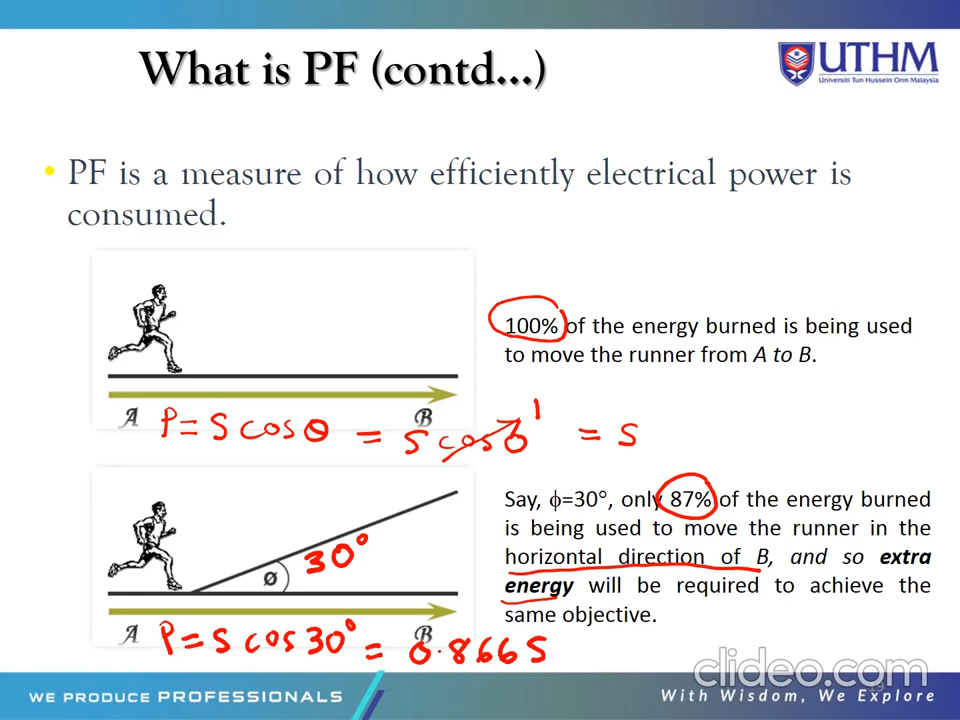 What is PF (contd...)
UTHM
Universiti Tun Hussein Onn Malaysia
• PF is a measure of how efficiently electrical power is
consumed.
100% of the energy burned is being used
to move the runner from A to B.
A B
P = S cos θ = S cos 0 1 = S
Say, ϕ=30°, only 87% of the energy burned
is being used to move the runner in the
horizontal direction of B, and so extra
energy will be required to achieve the
same objective.
30°
Ø
A B
P = S cos 30° = 0.866 S
clideo.com
19
WE PRODUCE PROFESSIONALS
With Wisdom, We Explore